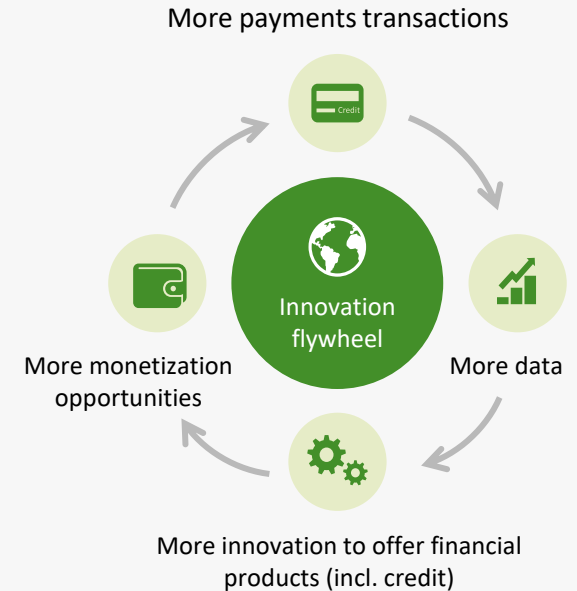 More payments transactions
Credit
Innovation
flywheel
More monetization
opportunities
More data
More innovation to offer financial
products (incl. credit)